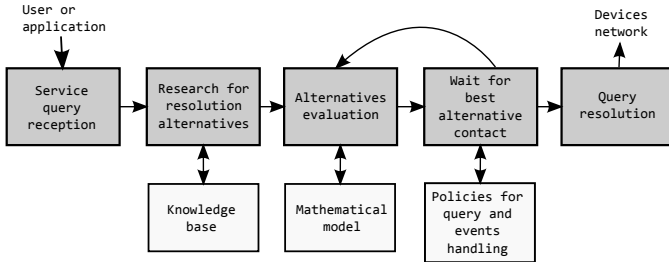 User or
application
Devices
network
Service
query
reception
Research for
resolution
alternatives
Alternatives
evaluation
Wait for
best
alternative
contact
Query
resolution
Knowledge
base
Mathematical
model
Policies for
query and
events
handling